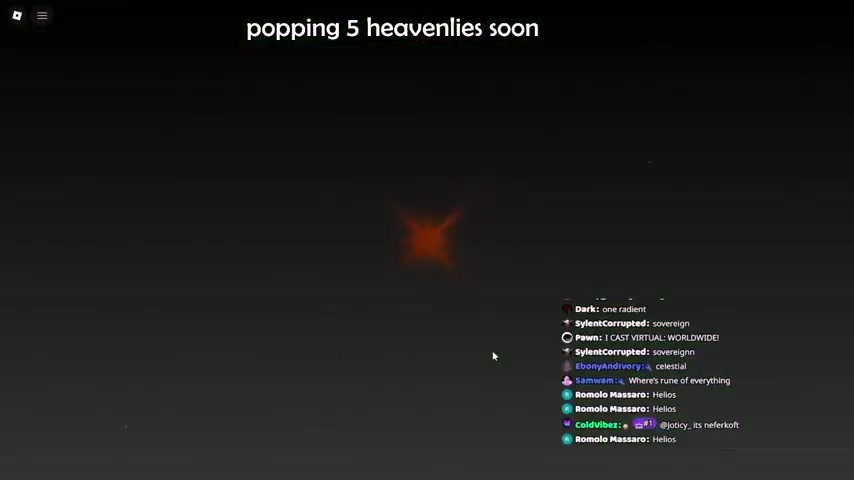 popping 5 heavenlies soon
Dark: one radient
SylentCorrupted: sovereign
Pawn: I CAST VIRTUAL: WORLDWIDE!
SylentCorrupted: sovereignn
EbonyAndIvory: celestial
Samwam: Where's rune of everything
Romolo Massaro: Helios
Romolo Massaro: Helios
ColdVibez: #1 @Joticy_ its neferkoft
Romolo Massaro: Helios